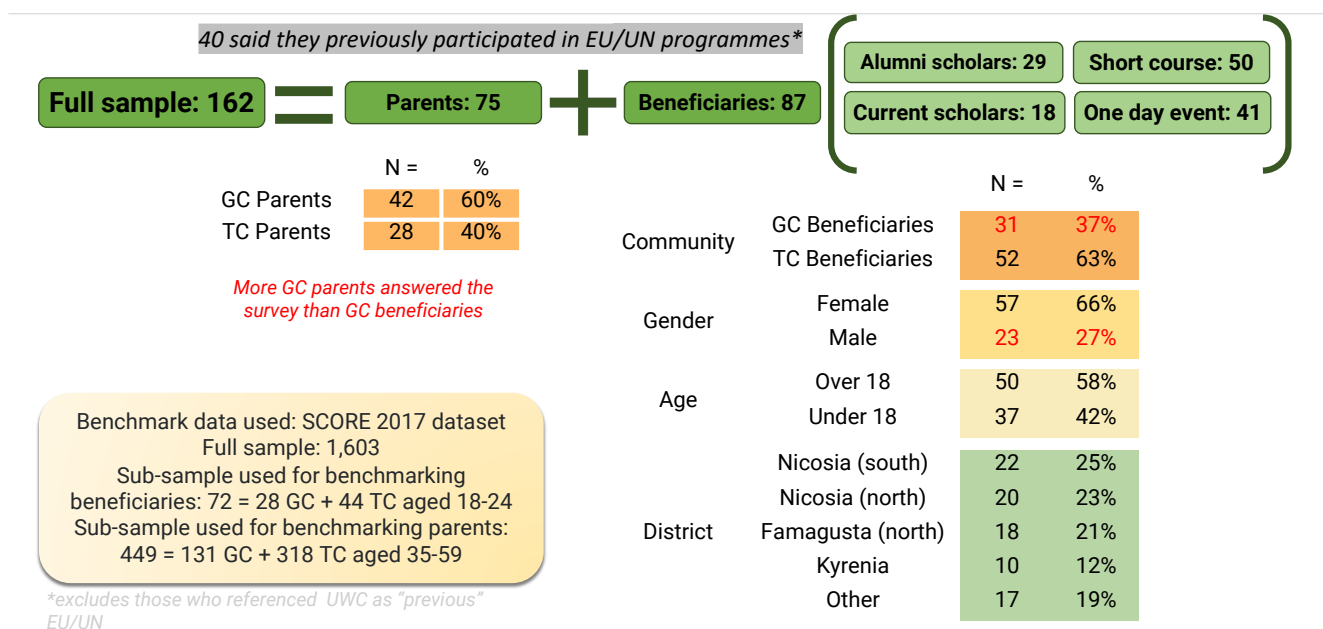 40 said they previously participated in EU/UN programmes*
Full sample: 162
Parents: 75
Beneficiaries: 87
Alumni scholars: 29
Short course: 50
Current scholars: 18
One day event: 41
N = %
GC Parents 42 60%
TC Parents 28 40%
More GC parents answered the
survey than GC beneficiaries
N = %
Community
GC Beneficiaries 31 37%
TC Beneficiaries 52 63%
Gender
Female 57 66%
Male 23 27%
Age
Over 18 50 58%
Under 18 37 42%
District
Nicosia (south) 22 25%
Nicosia (north) 20 23%
Famagusta (north) 18 21%
Kyrenia 10 12%
Other 17 19%
Benchmark data used: SCORE 2017 dataset
Full sample: 1,603
Sub-sample used for benchmarking
beneficiaries: 72 = 28 GC + 44 TC aged 18-24
Sub-sample used for benchmarking parents:
449 = 131 GC + 318 TC aged 35-59
*excludes those who referenced UWC as “previous”
EU/UN